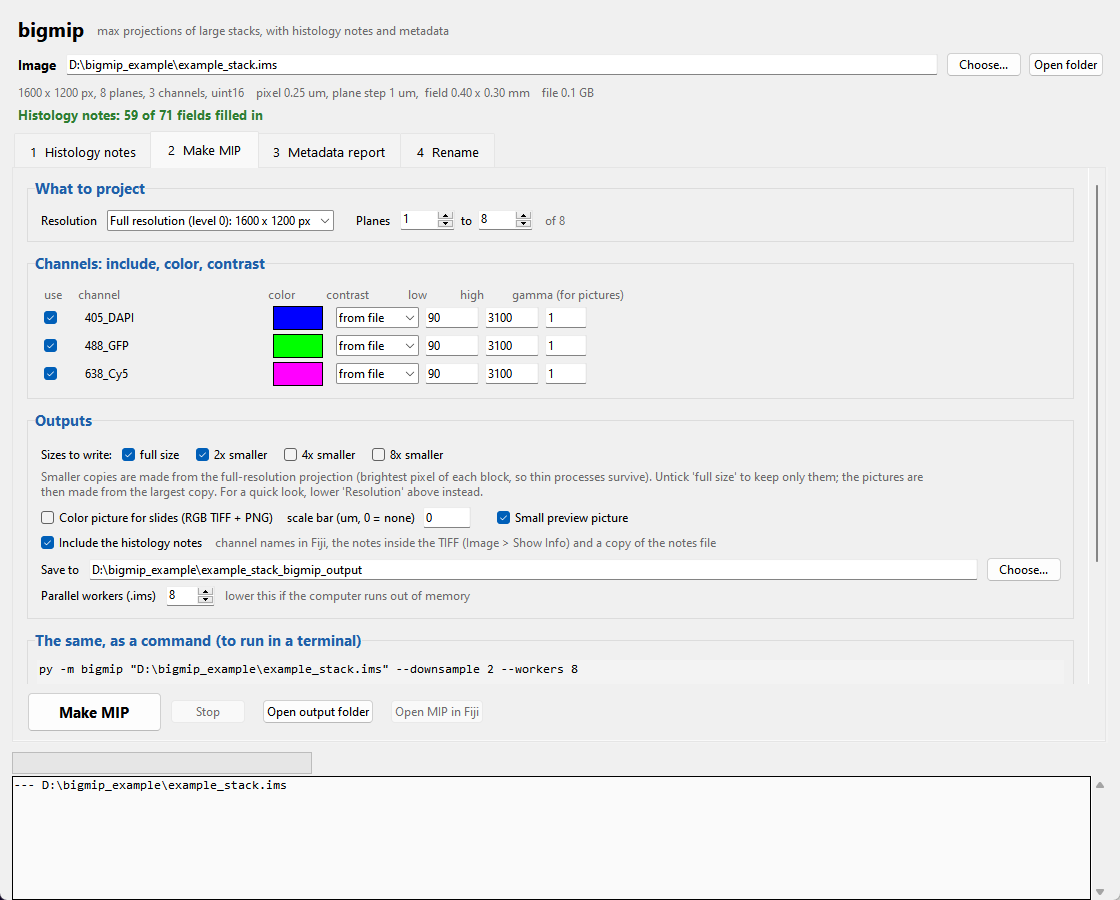 bigmip max projections of large stacks, with histology notes and metadata
Image D:\bigmip_example\example_stack.ims Choose... Open folder
1600 x 1200 px, 8 planes, 3 channels, uint16 pixel 0.25 um, plane step 1 um, field 0.40 x 0.30 mm file 0.1 GB
Histology notes: 59 of 71 fields filled in
1 Histology notes 2 Make MIP 3 Metadata report 4 Rename
What to project
Resolution Full resolution (level 0): 1600 x 1200 px Planes 1 to 8 of 8
Channels: include, color, contrast
use channel color contrast low high gamma (for pictures)
405_DAPI from file 90 3100 1
488_GFP from file 90 3100 1
638_Cy5 from file 90 3100 1
Outputs
Sizes to write: full size 2x smaller 4x smaller 8x smaller
Smaller copies are made from the full-resolution projection (brightest pixel of each block, so thin processes survive). Untick 'full size' to keep only them; the pictures are
then made from the largest copy. For a quick look, lower 'Resolution' above instead.
Color picture for slides (RGB TIFF + PNG) scale bar (um, 0 = none) 0 Small preview picture
Include the histology notes channel names in Fiji, the notes inside the TIFF (Image > Show Info) and a copy of the notes file
Save to D:\bigmip_example\example_stack_bigmip_output Choose...
Parallel workers (.ims) 8 lower this if the computer runs out of memory
The same, as a command (to run in a terminal)
py -m bigmip "D:\bigmip_example\example_stack.ims" --downsample 2 --workers 8
Make MIP Stop Open output folder Open MIP in Fiji
--- D:\bigmip_example\example_stack.ims